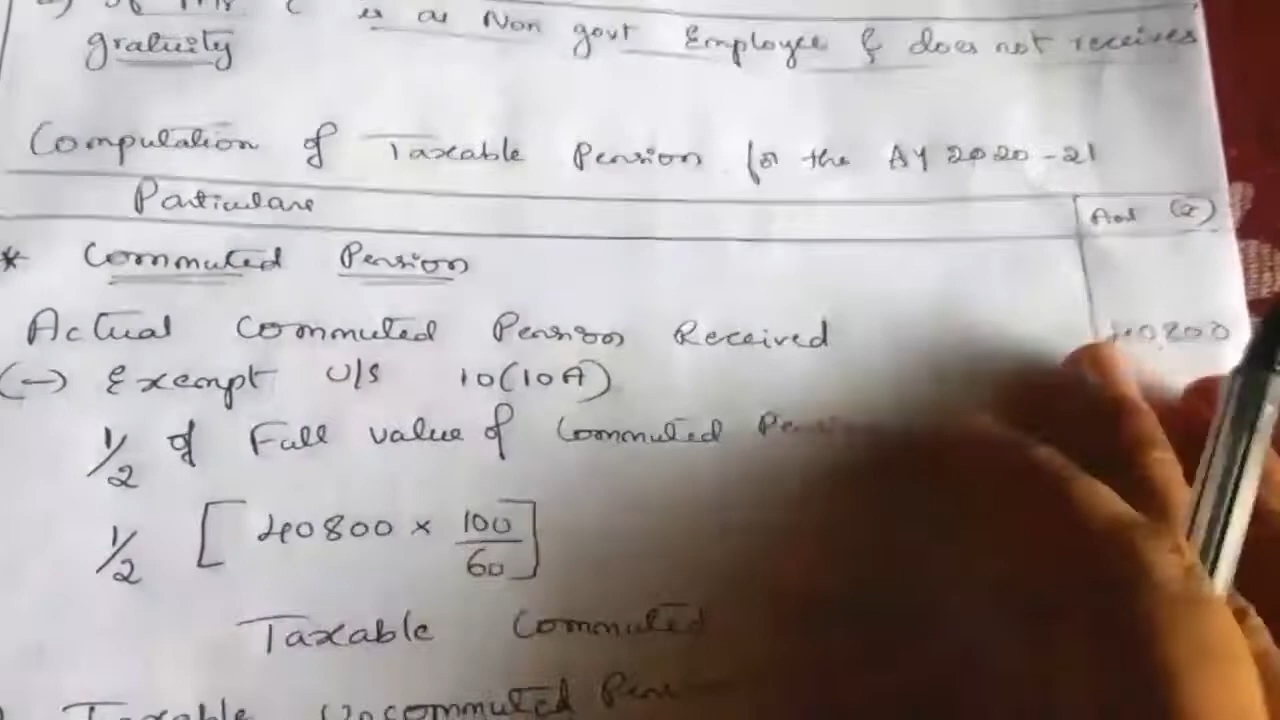 is a Non govt Employee & does not receives
gratuity
Computation of Taxable Pension for the AY 2020-21
Particulars Amt (₹)
* Commuted Pension
Actual Commuted Pension Received
(-) Exempt U/s 10(10A)
1/2 of Full value of Commuted
1/2 [40800 × 100/60]
Taxable Commuted
Taxable Uncommuted